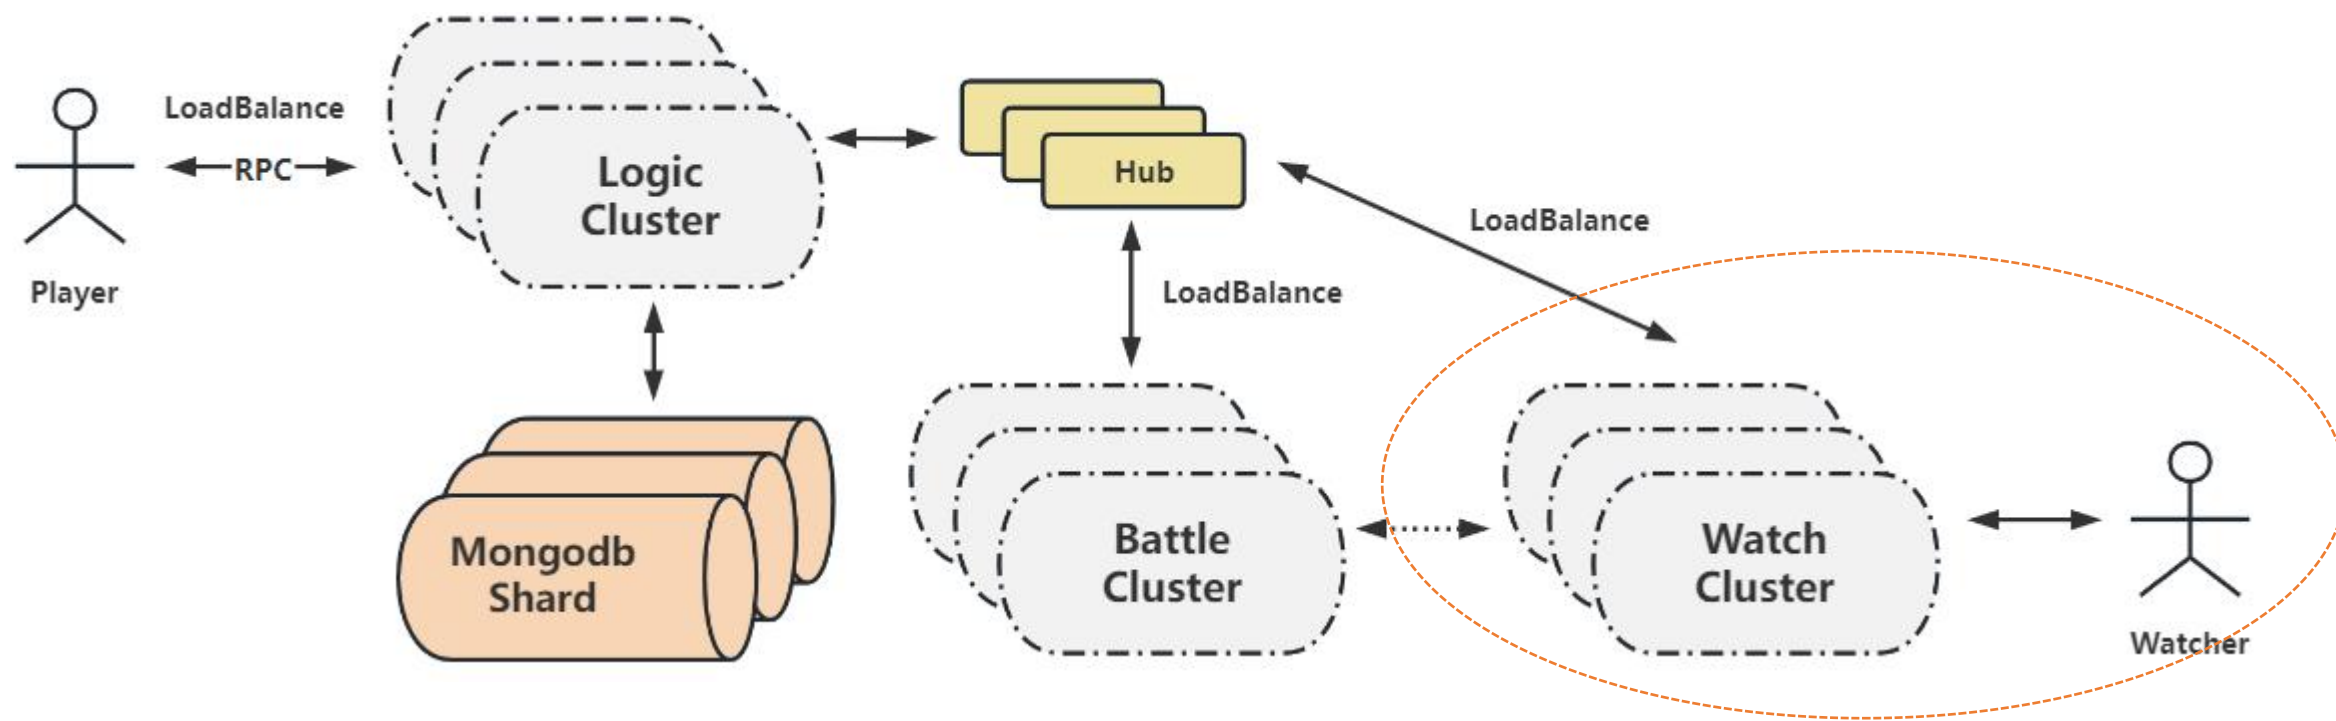 LoadBalance
RPC
Player
Logic
Cluster
Hub
LoadBalance
LoadBalance
Mongodb
Shard
Battle
Cluster
Watch
Cluster
Watcher